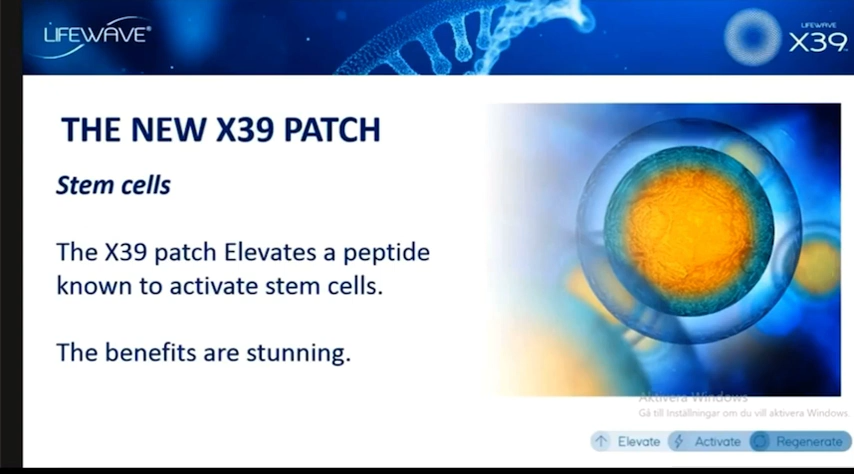 LIFEWAVE®
LIFEWAVE
X39
THE NEW X39 PATCH
Stem cells
The X39 patch Elevates a peptide
known to activate stem cells.
The benefits are stunning.
Aktivera Windows
Gå till Inställningar om du vill aktivera Windows.
Elevate Activate Regenerate